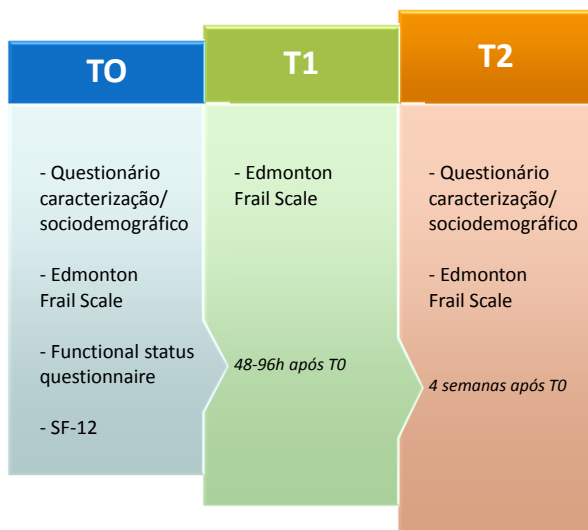 TO
- Questionário
caracterização/
sociodemográfico
- Edmonton
Frail Scale
- Functional status
questionnaire
- SF-12
T1
- Edmonton
Frail Scale
48-96h após T0
T2
- Questionário
caracterização/
sociodemográfico
- Edmonton
Frail Scale
4 semanas após T0